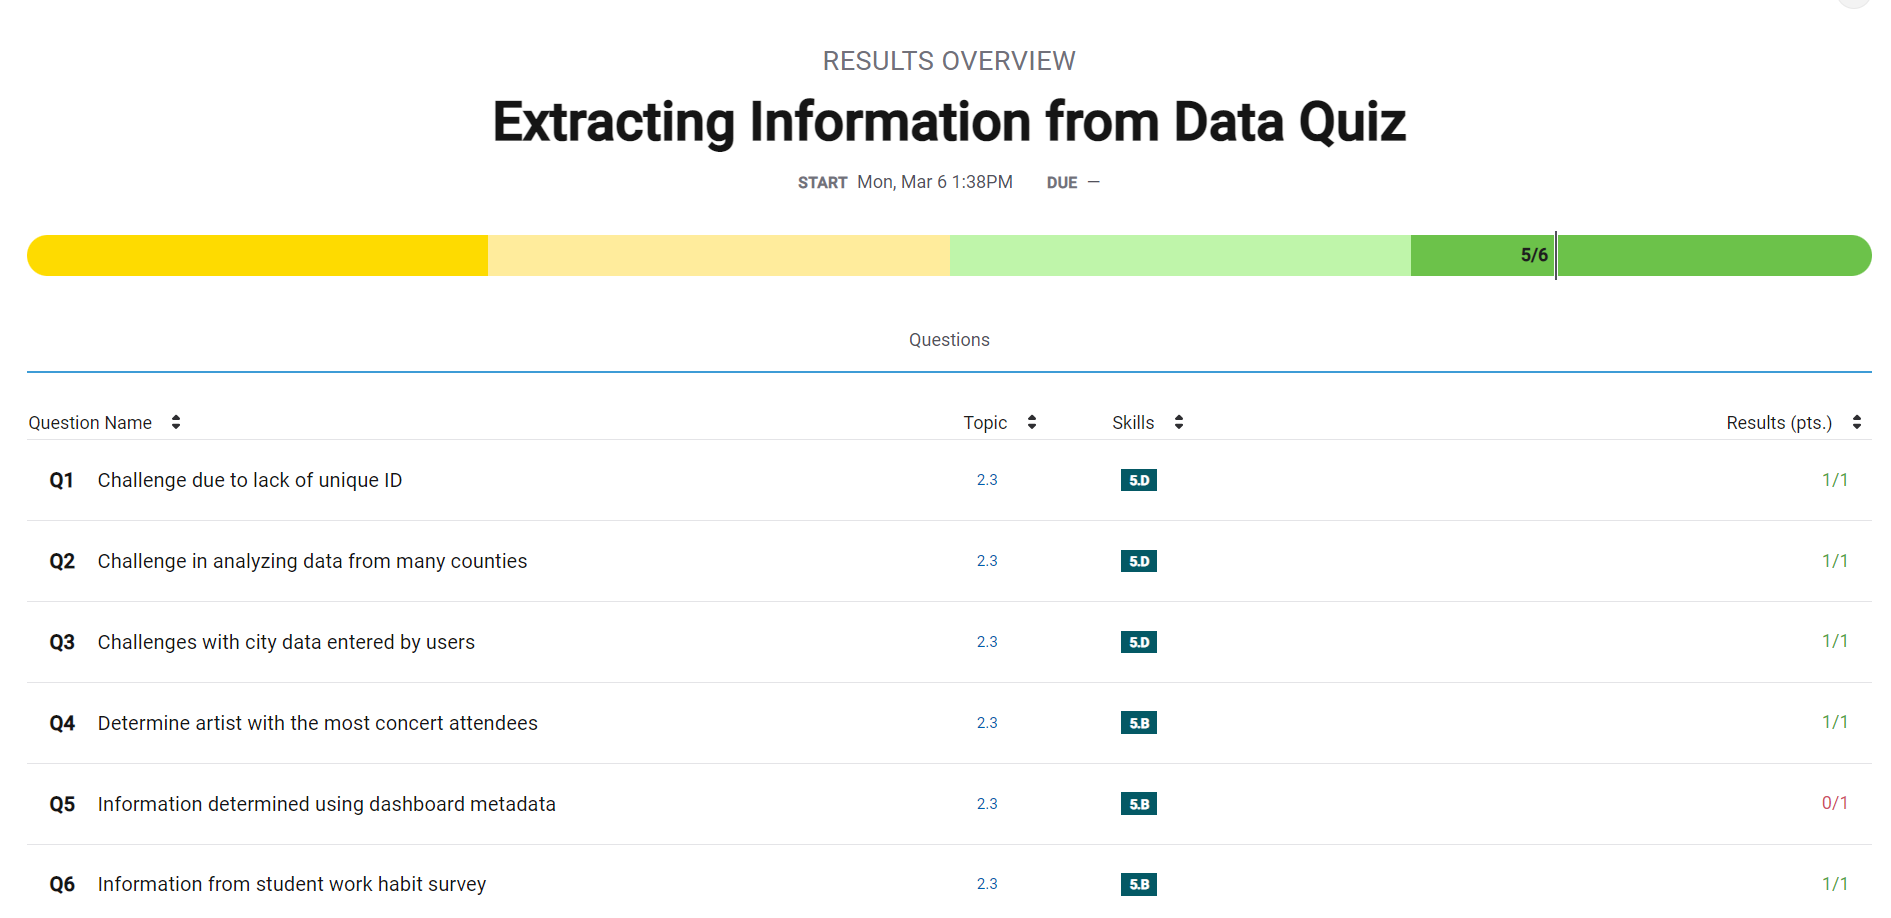 RESULTS OVERVIEW
Extracting Information from Data Quiz
START Mon, Mar 6 1:38PM DUE —
5/6
Questions
Question Name Topic Skills Results (pts.)
Q1 Challenge due to lack of unique ID 2.3 5.D 1/1
Q2 Challenge in analyzing data from many counties 2.3 5.D 1/1
Q3 Challenges with city data entered by users 2.3 5.D 1/1
Q4 Determine artist with the most concert attendees 2.3 5.B 1/1
Q5 Information determined using dashboard metadata 2.3 5.B 0/1
Q6 Information from student work habit survey 2.3 5.B 1/1